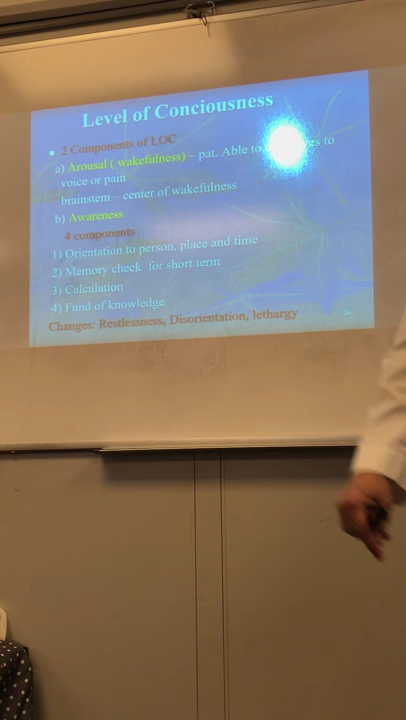 Level of Conciousness
• 2 Components of LOC
a) Arousal ( wakefulness) – pat. Able to to
voice or pain
brainstem – center of wakefulness
b) Awareness
4 components
1) Orientation to person, place and time
2) Memory check for short term
3) Calculation
4) Fund of knowledge
Changes: Restlessness, Disorientation, lethargy